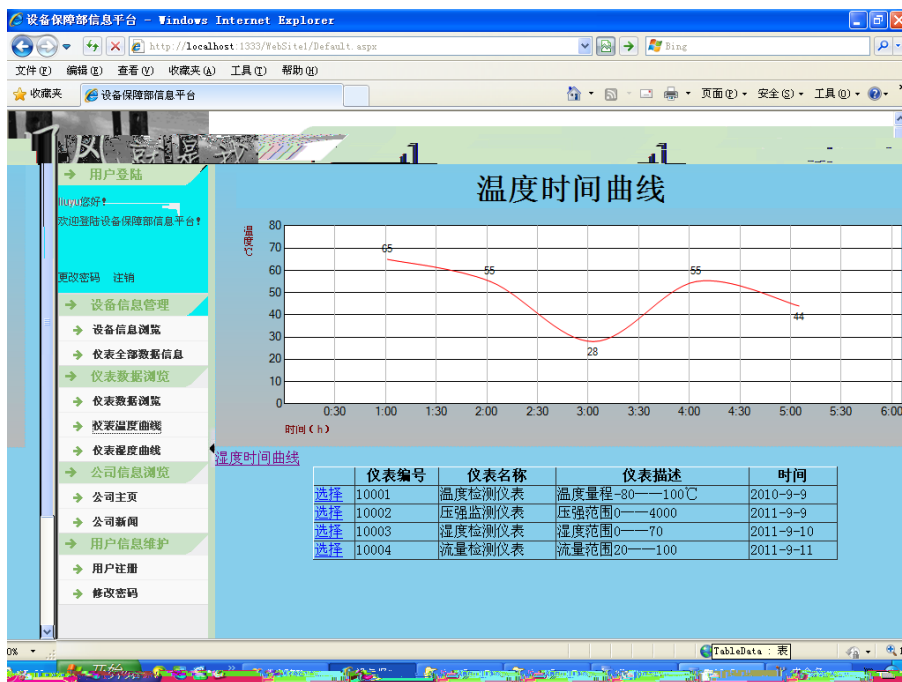 设备保障部信息平台 - Windows Internet Explorer
http://localhost:1333/WebSite1/Default.aspx
Bing
文件(F) 编辑(E) 查看(V) 收藏夹(A) 工具(T) 帮助(H)
收藏夹 设备保障部信息平台
页面(P) 安全(S) 工具(O)
用户登陆
liuyu您好!
欢迎登陆设备保障部信息平台!
更改密码 注销
设备信息管理
设备信息浏览
仪表全部数据信息
仪表数据浏览
仪表数据浏览
仪表温度曲线
仪表湿度曲线
公司信息浏览
公司主页
公司新闻
用户信息维护
用户注册
修改密码
温度时间曲线
温度℃
80
70
60
50
40
30
20
10
0
65
55
28
55
44
0:30 1:00 1:30 2:00 2:30 3:00 3:30 4:00 4:30 5:00 5:30 6:00
时间(h)
湿度时间曲线
仪表编号 仪表名称 仪表描述 时间
选择 10001 温度检测仪表 温度量程-80——100℃ 2010-9-9
选择 10002 压强监测仪表 压强范围0——4000 2011-9-9
选择 10003 湿度检测仪表 湿度范围0——70 2011-9-10
选择 10004 流量检测仪表 流量范围20——100 2011-9-11
0%
TableData : 表
开始